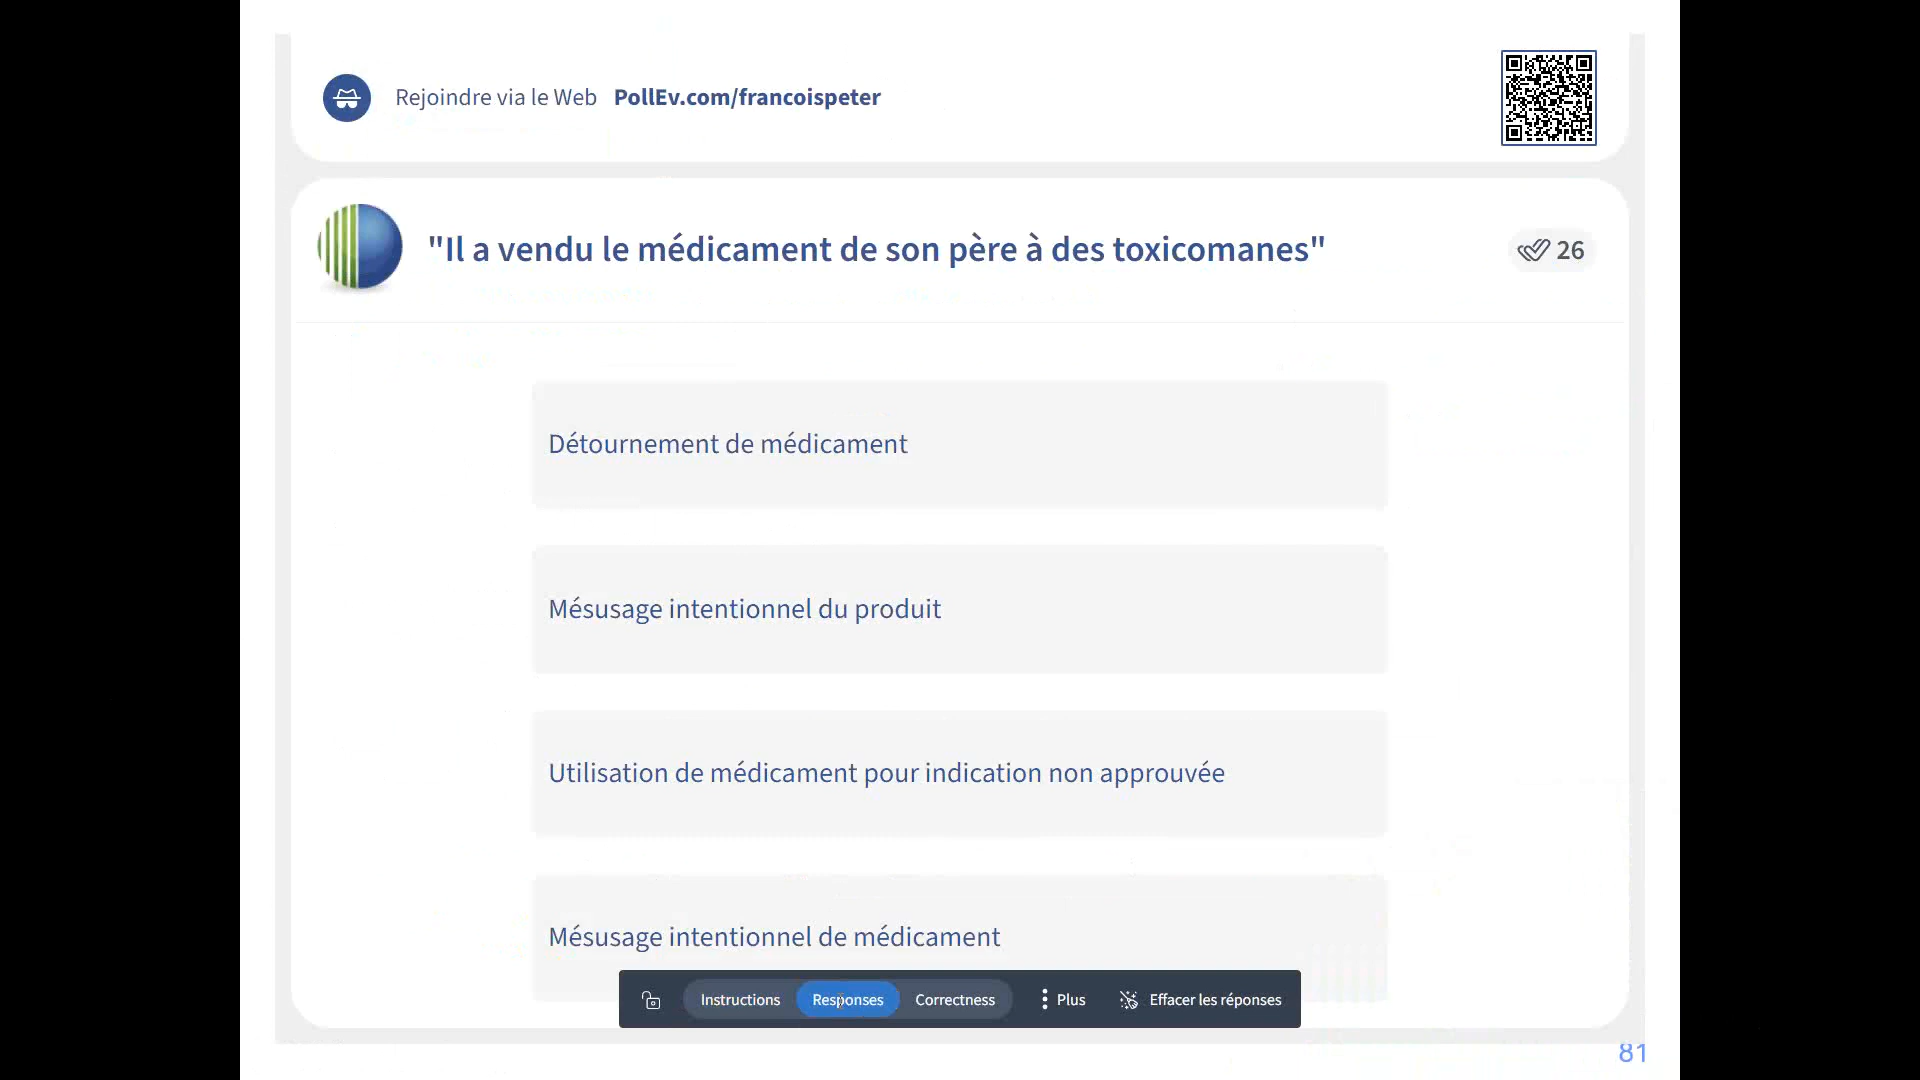 Rejoindre via le Web PollEv.com/francoispeter
"Il a vendu le médicament de son père à des toxicomanes"
26
Détournement de médicament
Mésusage intentionnel du produit
Utilisation de médicament pour indication non approuvée
Mésusage intentionnel de médicament
Instructions Responses Correctness Plus Effacer les réponses
81